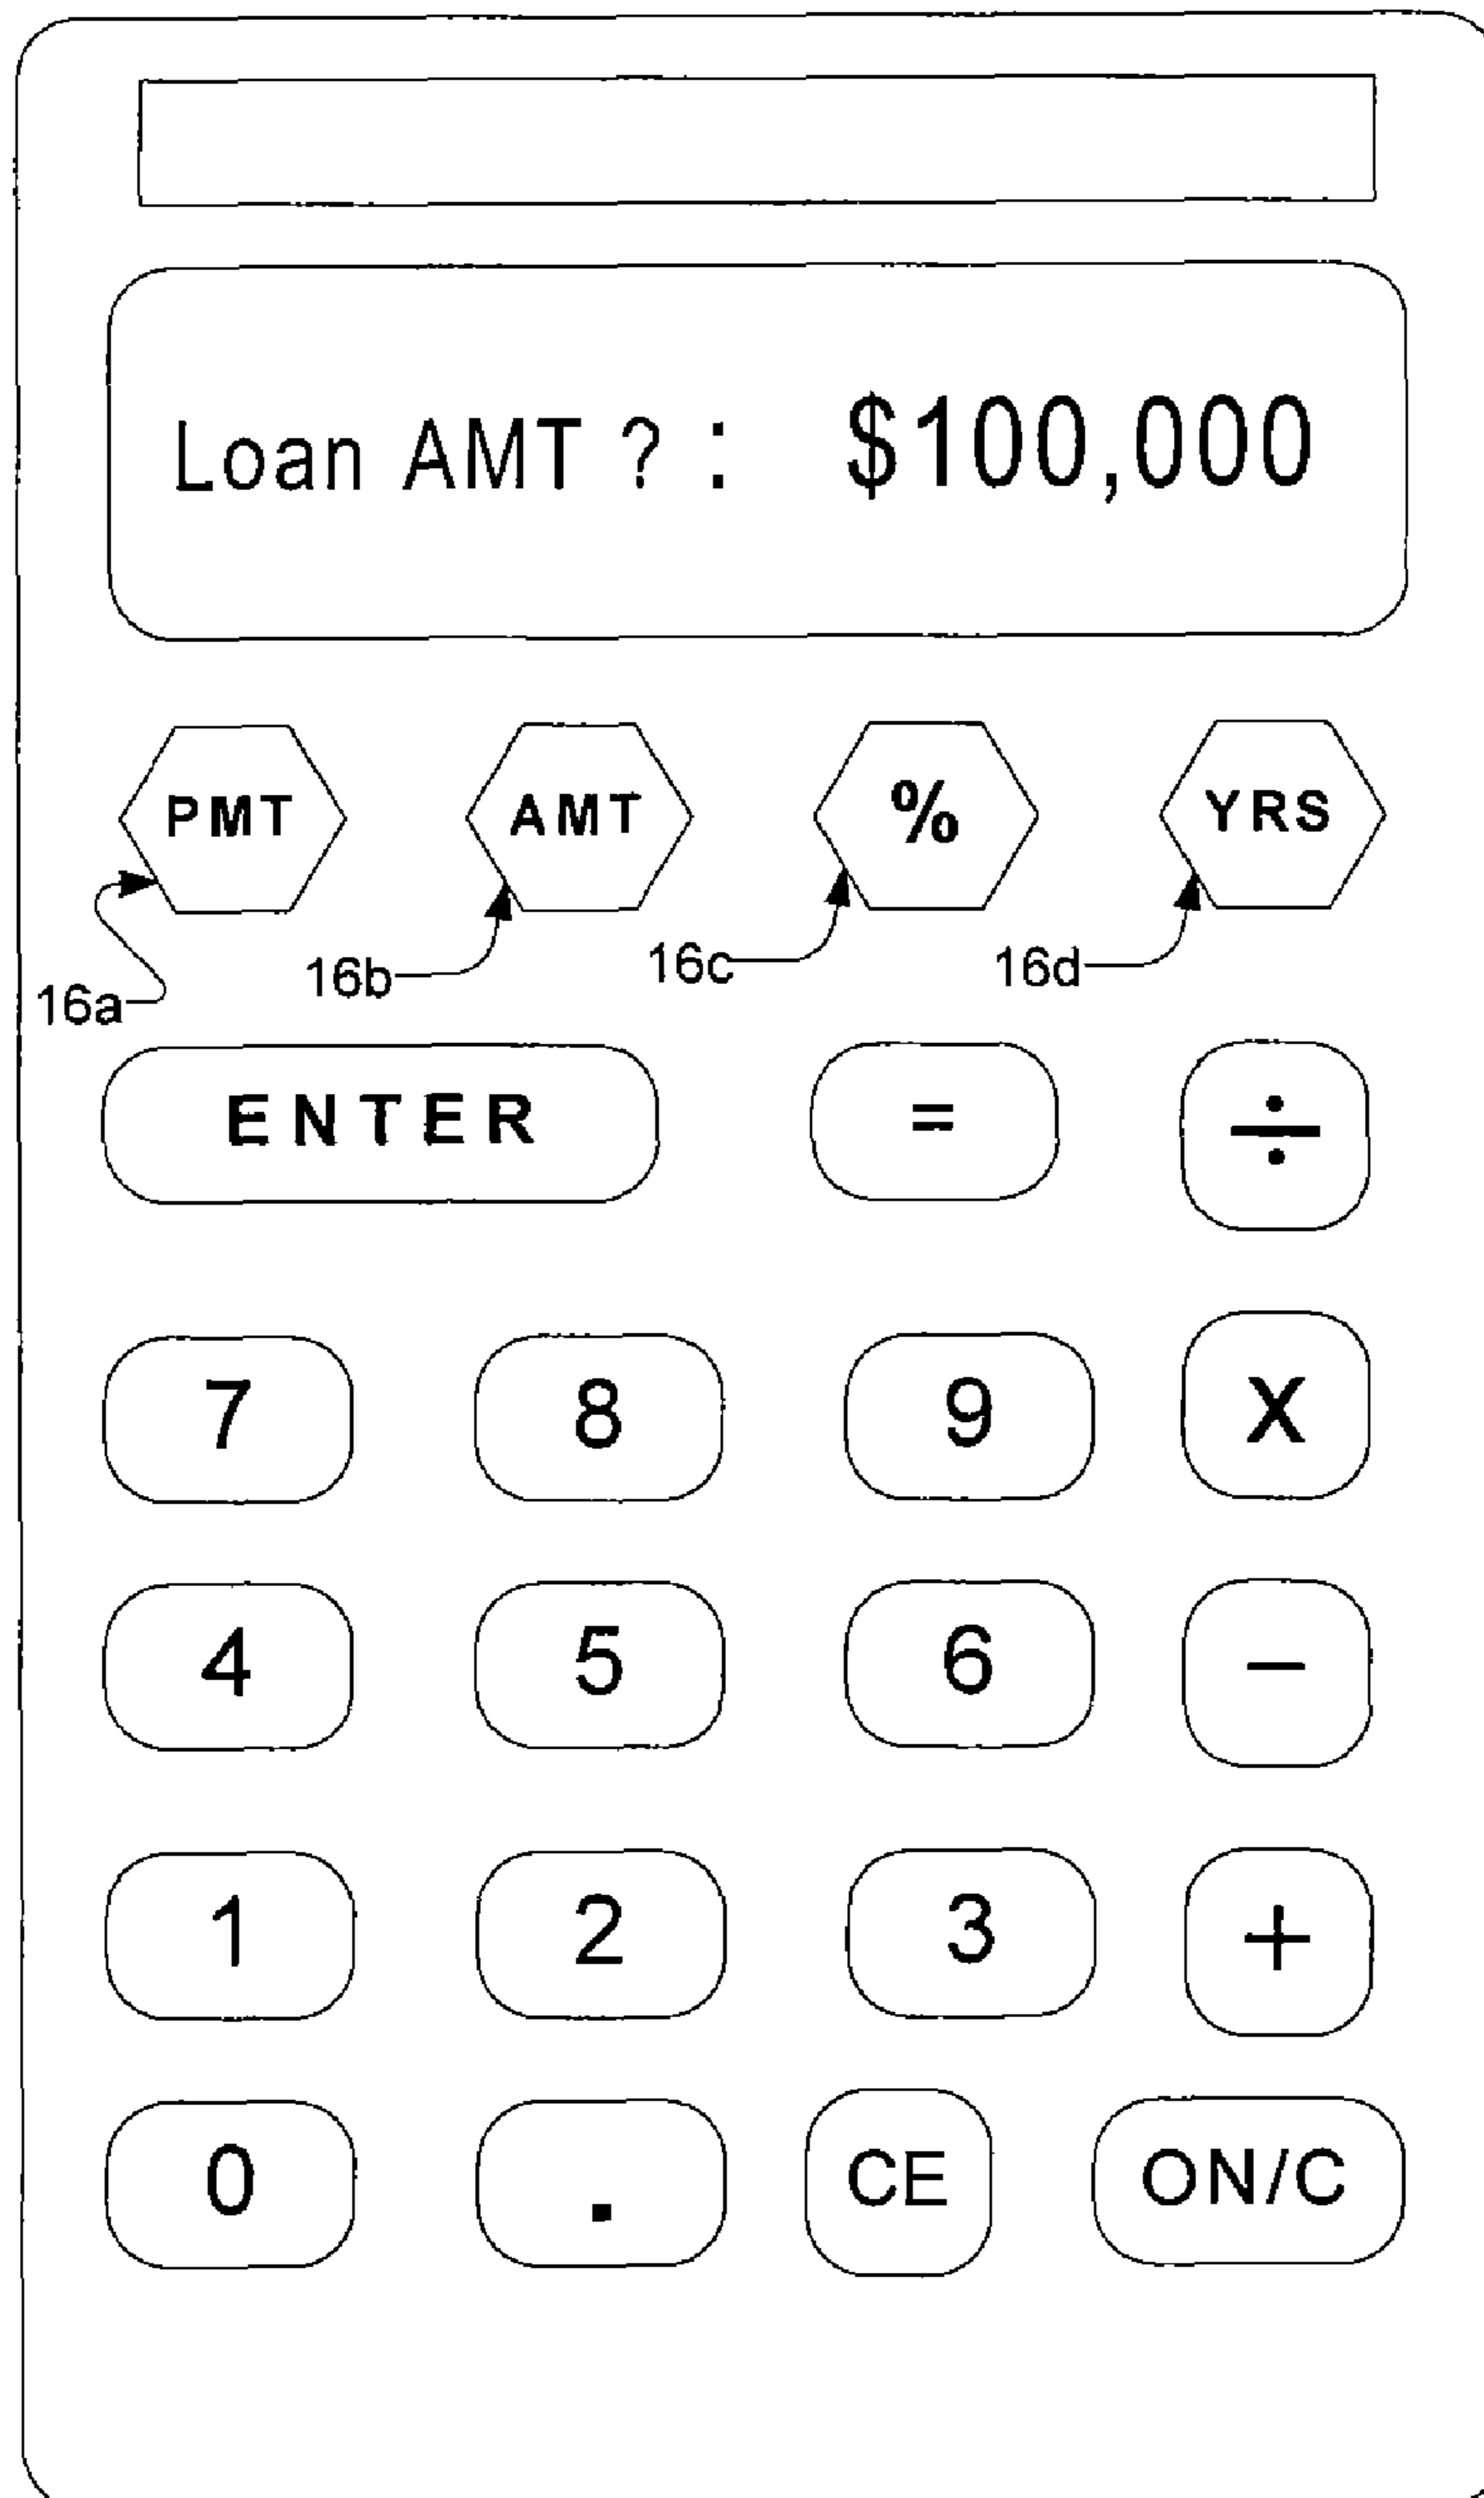 Loan AMT ? : $100,000
PMT AMT % YRS
16a 16b 16c 16d
ENTER = ÷
7 8 9 X
4 5 6 −
1 2 3 +
0 . CE ON/C